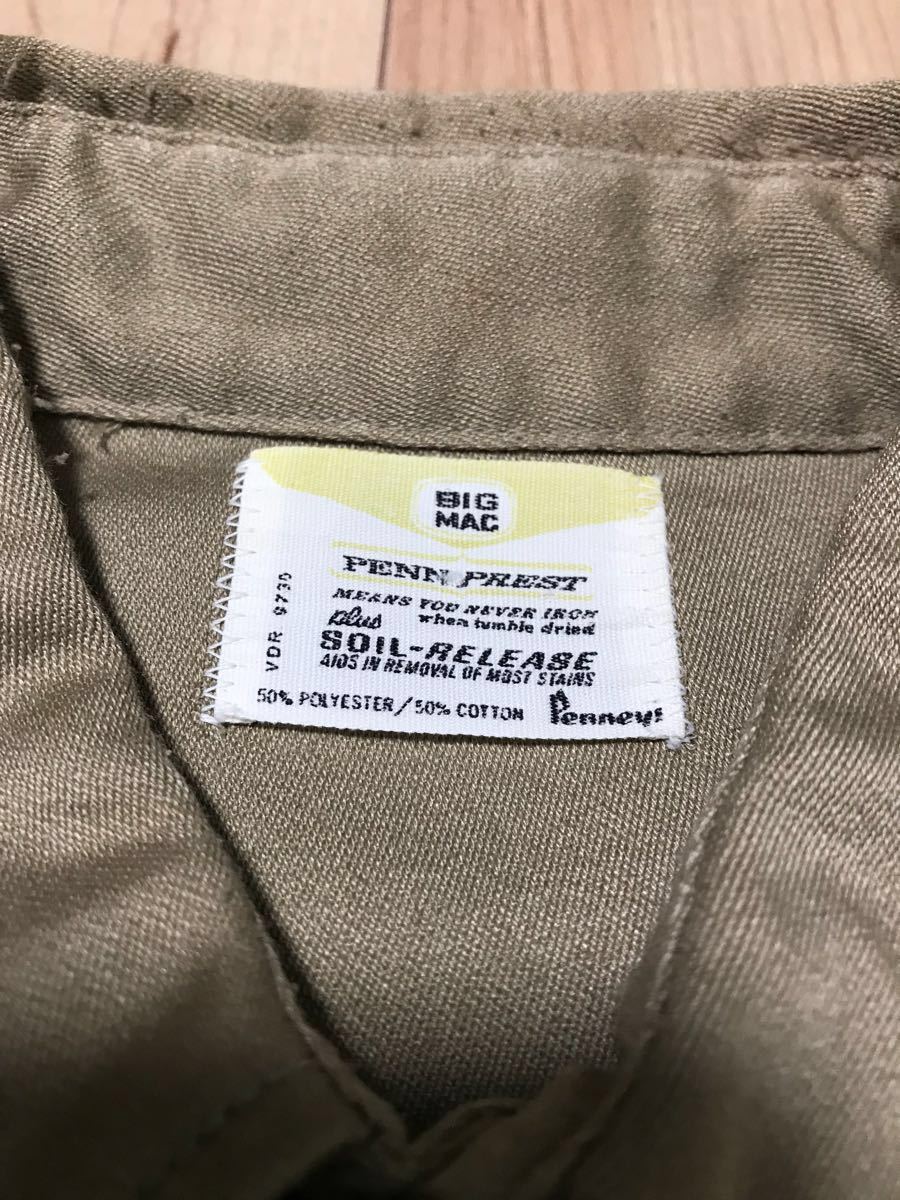 BIG
MAC
PENN PREST
MEANS YOU NEVER IRON
when tumble dried
plus
SOIL-RELEASE
AIDS IN REMOVAL OF MOST STAINS
50% POLYESTER/50% COTTON
Penneys
VDR 9730